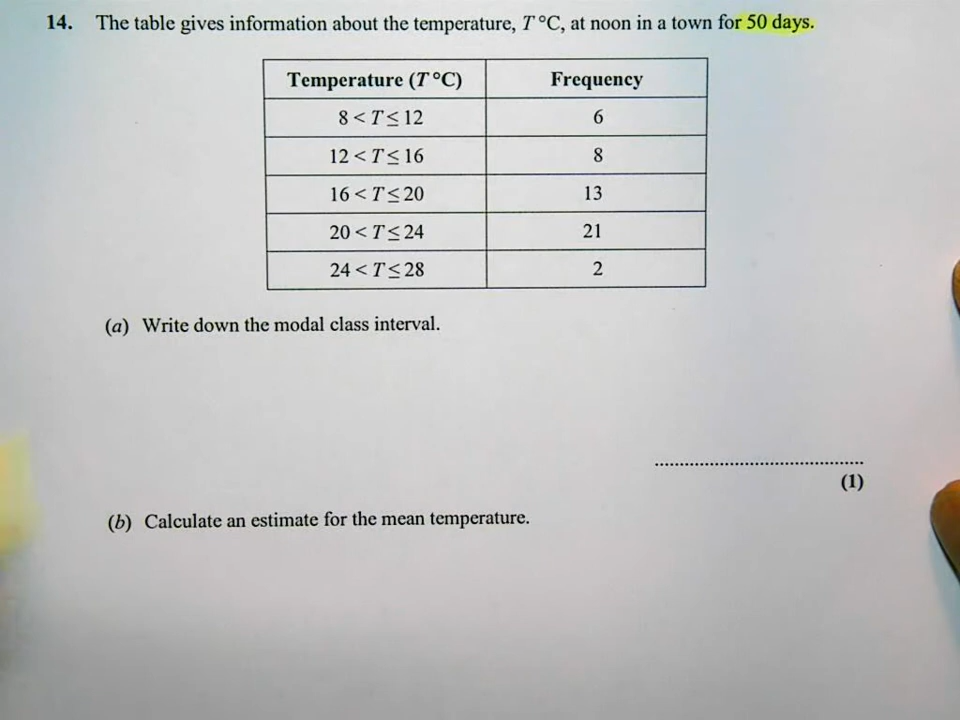 14. The table gives information about the temperature, T °C, at noon in a town for 50 days.
Temperature (T °C) Frequency
8 < T ≤ 12 6
12 < T ≤ 16 8
16 < T ≤ 20 13
20 < T ≤ 24 21
24 < T ≤ 28 2
(a) Write down the modal class interval.
..........................................
(1)
(b) Calculate an estimate for the mean temperature.